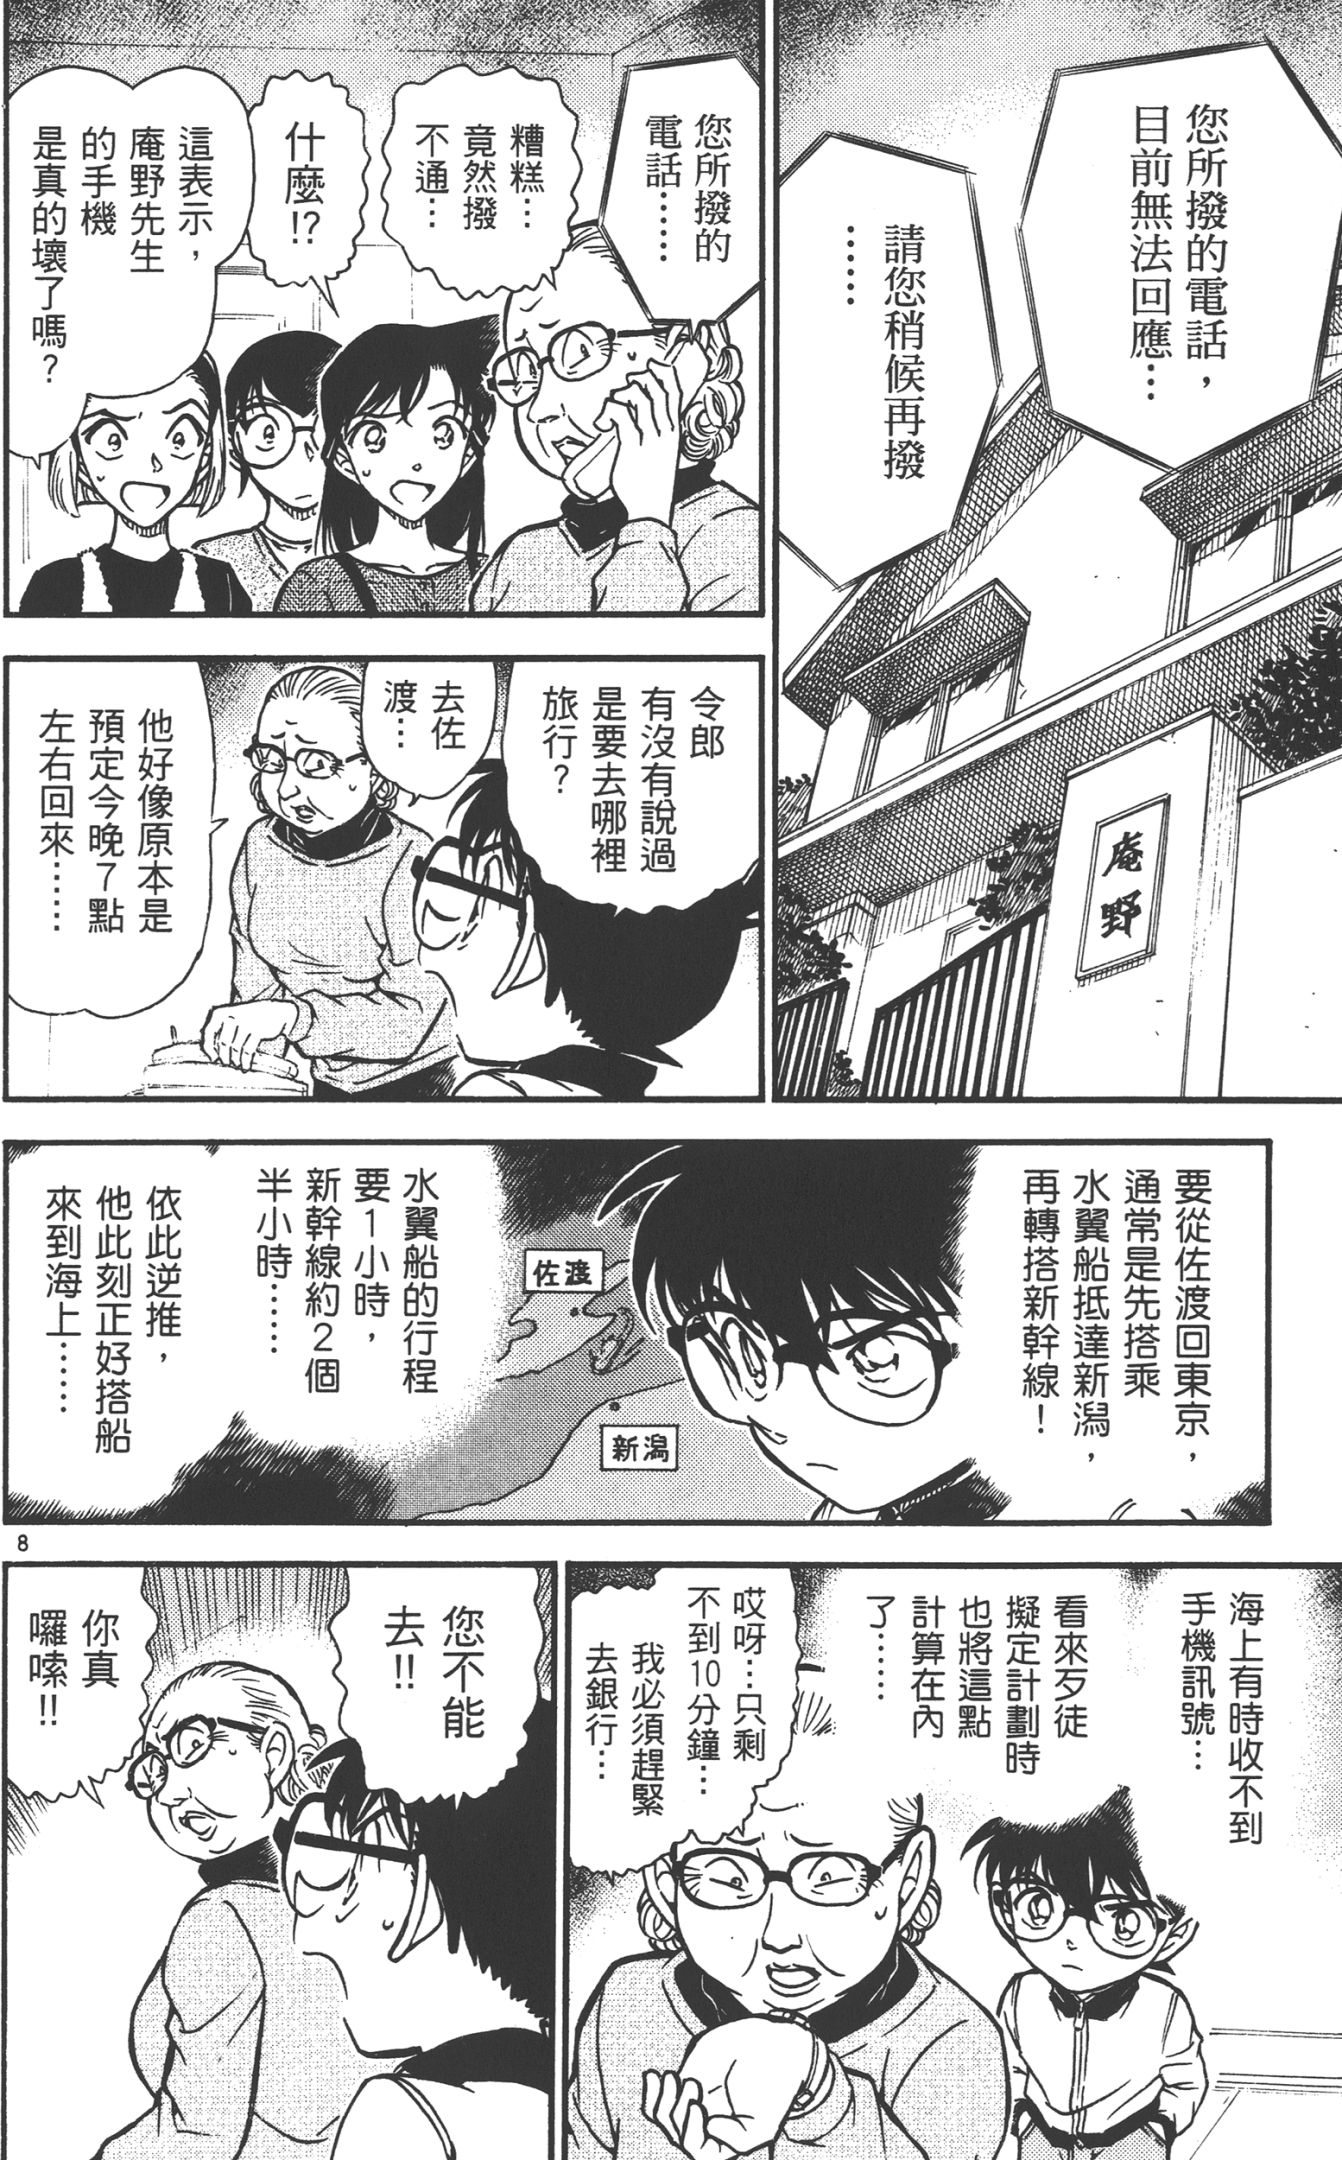 您所撥的電話，
目前無法回應…
請您稍候再撥
……
庵野
您所撥的
電話……
糟糕…
竟然撥
不通…
什麼!?
這表示，
庵野先生
的手機
是真的壞了嗎？
令郎
有沒有說過
是要去哪裡
旅行？
去佐
渡…
他好像原本是
預定今晚7點
左右回來……
要從佐渡回東京，
通常是先搭乘
水翼船抵達新潟，
再轉搭新幹線！
佐渡
新潟
水翼船的行程
要1小時，
新幹線約2個
半小時……
依此逆推，
他此刻正好搭船
來到海上……
8
海上有時收不到
手機訊號…
看來歹徒
擬定計劃時
也將這點
計算在內
了……
哎呀…只剩
不到10分鐘…
我必須趕緊
去銀行…
您不能
去!!
你真
囉嗦!!